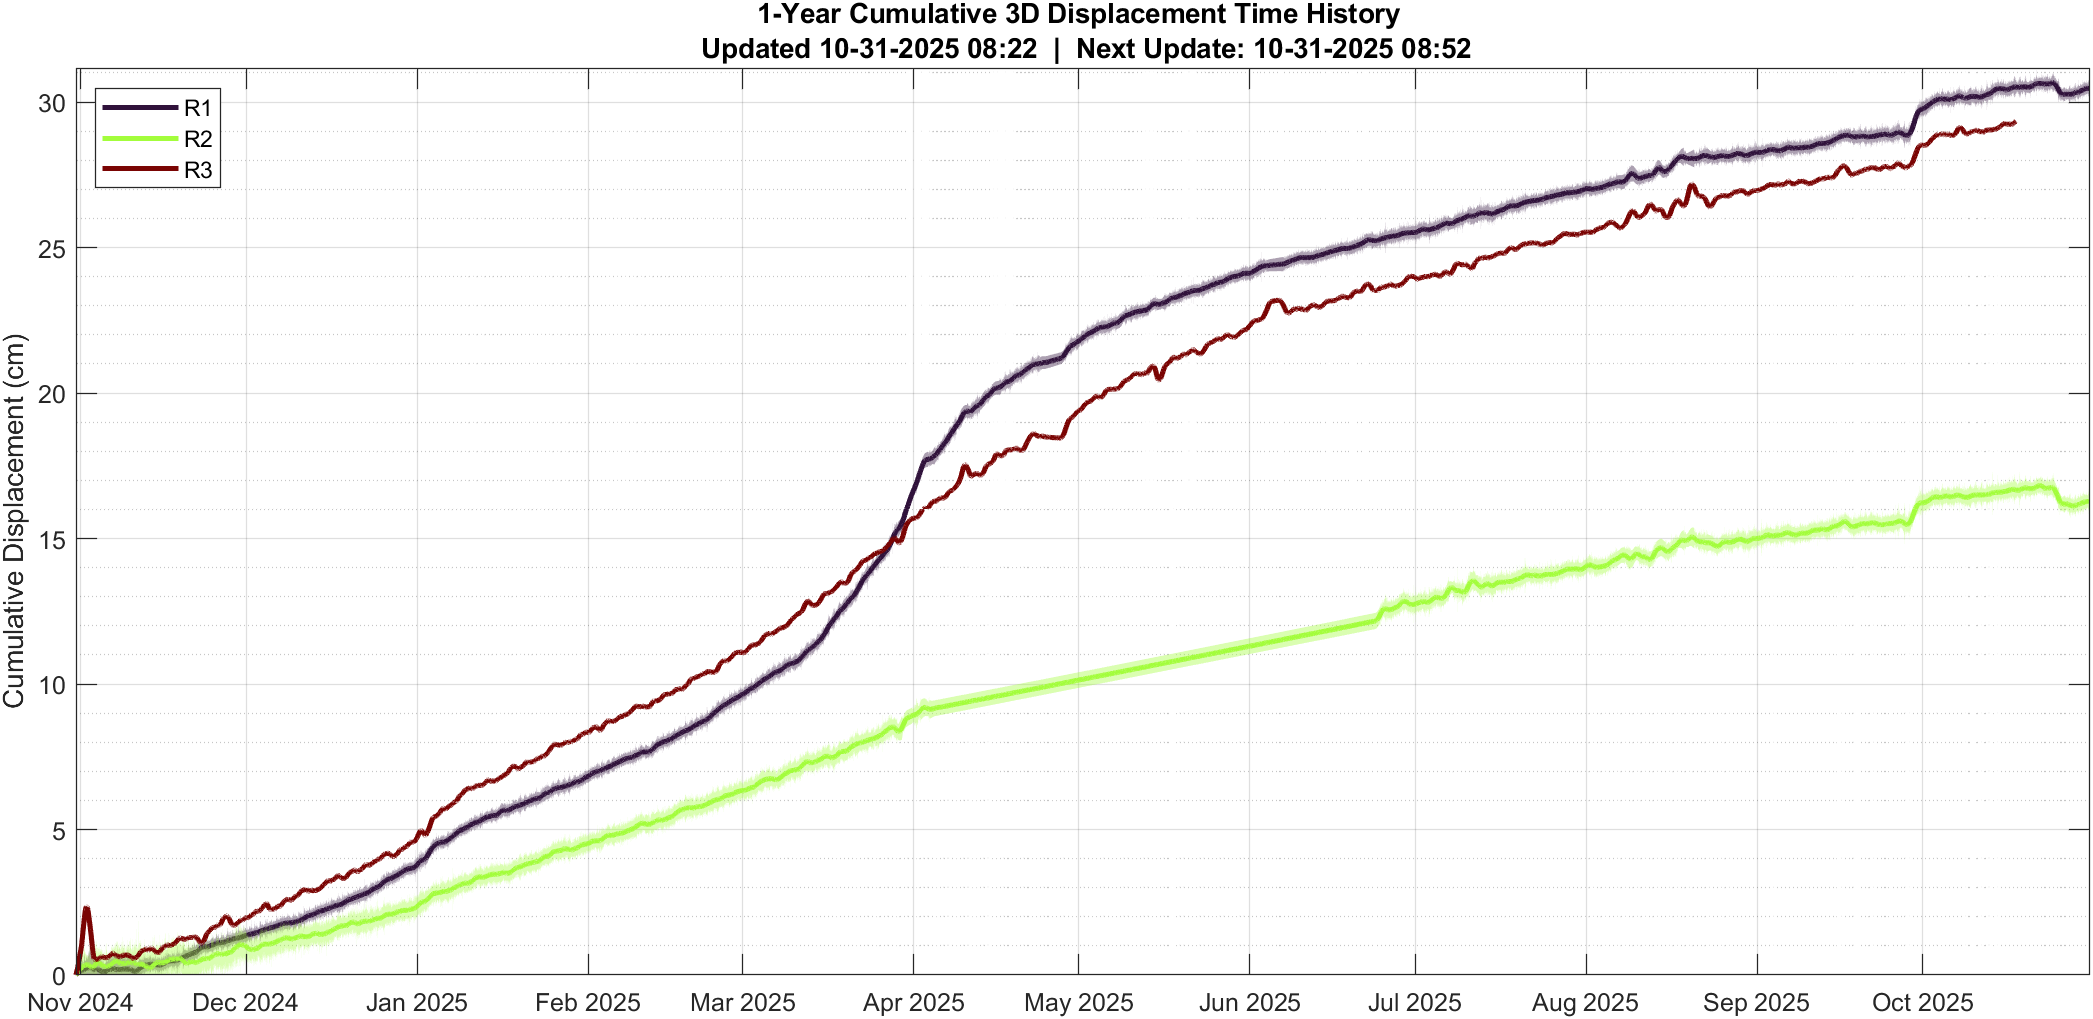 1-Year Cumulative 3D Displacement Time History
Updated 10-31-2025 08:22 | Next Update: 10-31-2025 08:52
R1
R2
R3
Cumulative Displacement (cm)
30
25
20
15
10
5
0
Nov 2024 Dec 2024 Jan 2025 Feb 2025 Mar 2025 Apr 2025 May 2025 Jun 2025 Jul 2025 Aug 2025 Sep 2025 Oct 2025